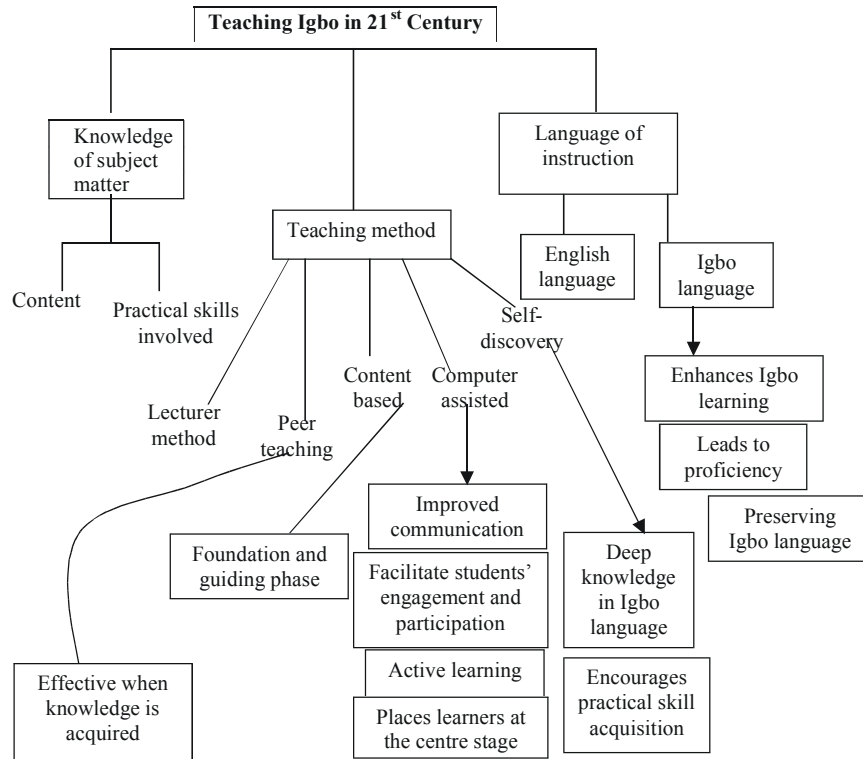 Teaching Igbo in 21st Century
Knowledge
of subject
matter
Language of
instruction
Teaching method
English
language
Igbo
language
Content
Practical skills
involved
Self-
discovery
Content
based
Computer
assisted
Lecturer
method
Peer
teaching
Enhances Igbo
learning
Leads to
proficiency
Preserving
Igbo language
Improved
communication
Foundation and
guiding phase
Facilitate students’
engagement and
participation
Deep
knowledge
in Igbo
language
Active learning
Places learners at
the centre stage
Encourages
practical skill
acquisition
Effective when
knowledge is
acquired